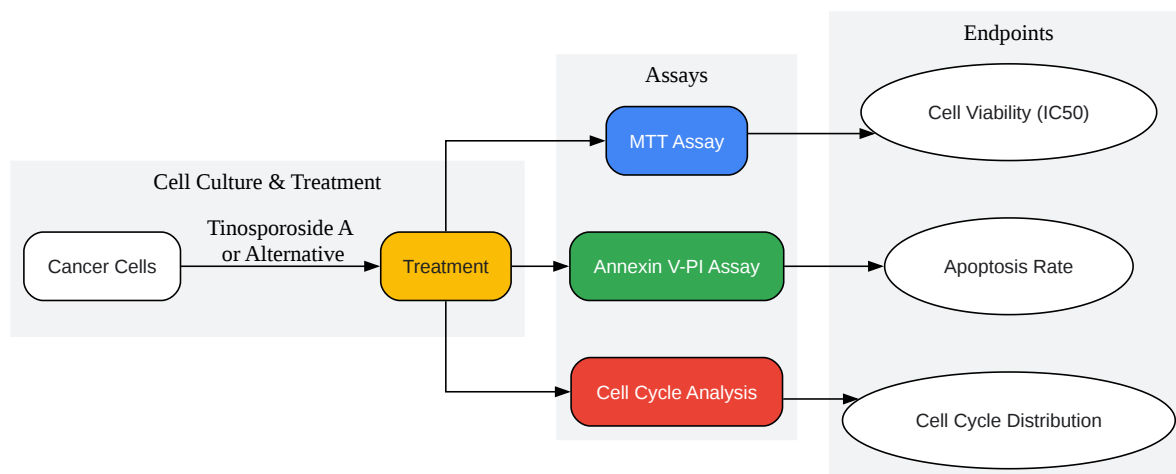 Endpoints
Assays
Cell Viability (IC50)
MTT Assay
Cell Culture & Treatment
Tinosporoside A
or Alternative
Cancer Cells
Treatment
Annexin V-PI Assay
Apoptosis Rate
Cell Cycle Analysis
Cell Cycle Distribution